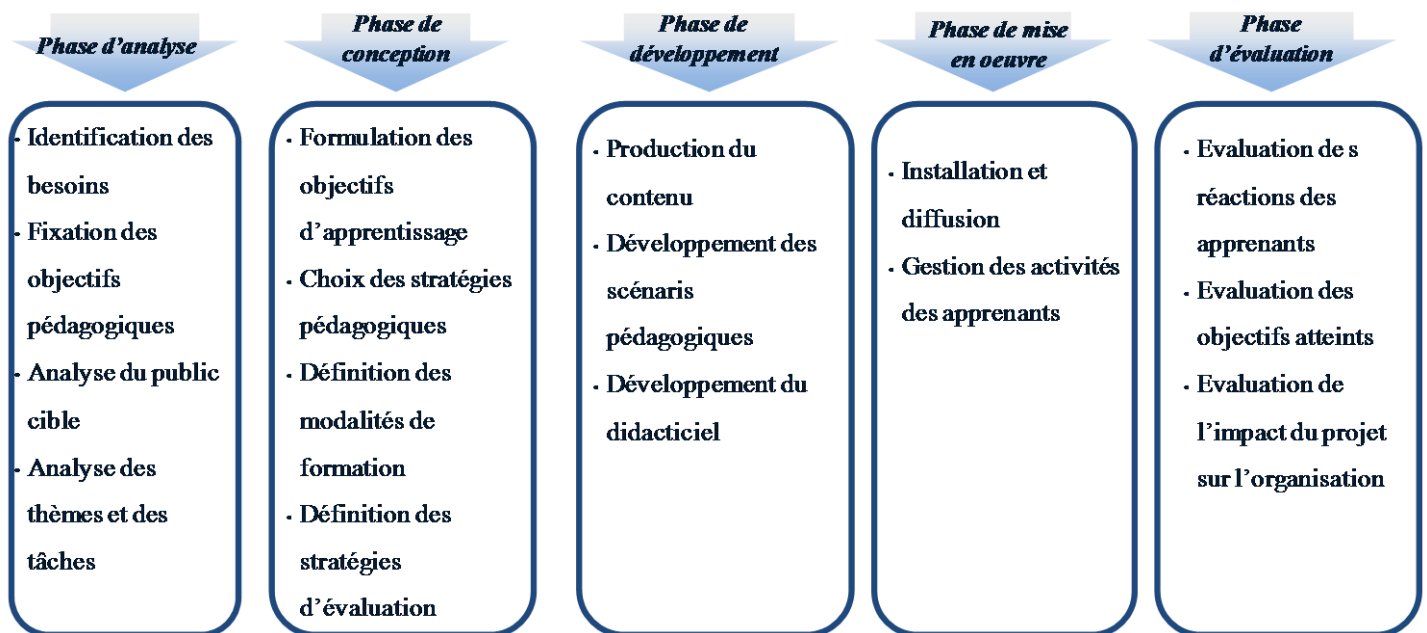 Phase d'analyse
• Identification des
besoins
• Fixation des
objectifs
pédagogiques
• Analyse du public
cible
• Analyse des
thèmes et des
tâches
Phase de
conception
• Formulation des
objectifs
d'apprentissage
• Choix des stratégies
pédagogiques
• Définition des
modalités de
formation
• Définition des
stratégies
d'évaluation
Phase de
développement
• Production du
contenu
• Développement des
scénaris
pédagogiques
• Développement du
didacticiel
Phase de mise
en oeuvre
• Installation et
diffusion
• Gestion des activités
des apprenants
Phase
d'évaluation
• Evaluation de s
réactions des
apprenants
• Evaluation des
objectifs atteints
• Evaluation de
l'impact du projet
sur l'organisation